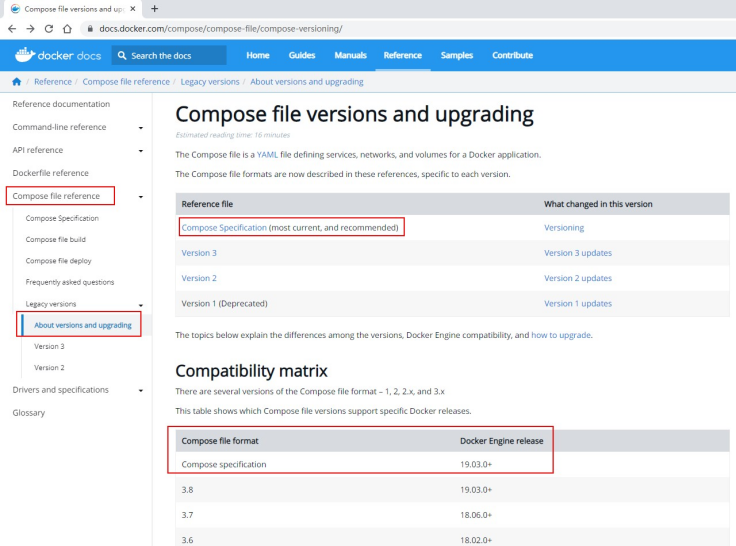 Compose file versions and upg
docs.docker.com/compose/compose-file/compose-versioning/
docker docs
Search the docs
Home Guides Manuals Reference Samples Contribute
/ Reference / Compose file reference / Legacy versions / About versions and upgrading
Reference documentation
Command-line reference
API reference
Dockerfile reference
Compose file reference
Compose Specification
Compose file build
Compose file deploy
Frequently asked questions
Legacy versions
About versions and upgrading
Version 3
Version 2
Drivers and specifications
Glossary
Compose file versions and upgrading
Estimated reading time: 16 minutes
The Compose file is a YAML file defining services, networks, and volumes for a Docker application.
The Compose file formats are now described in these references, specific to each version.
Reference file What changed in this version
Compose Specification (most current, and recommended) Versioning
Version 3 Version 3 updates
Version 2 Version 2 updates
Version 1 (Deprecated) Version 1 updates
The topics below explain the differences among the versions, Docker Engine compatibility, and how to upgrade.
Compatibility matrix
There are several versions of the Compose file format – 1, 2, 2.x, and 3.x
This table shows which Compose file versions support specific Docker releases.
Compose file format Docker Engine release
Compose specification 19.03.0+
3.8 19.03.0+
3.7 18.06.0+
3.6 18.02.0+